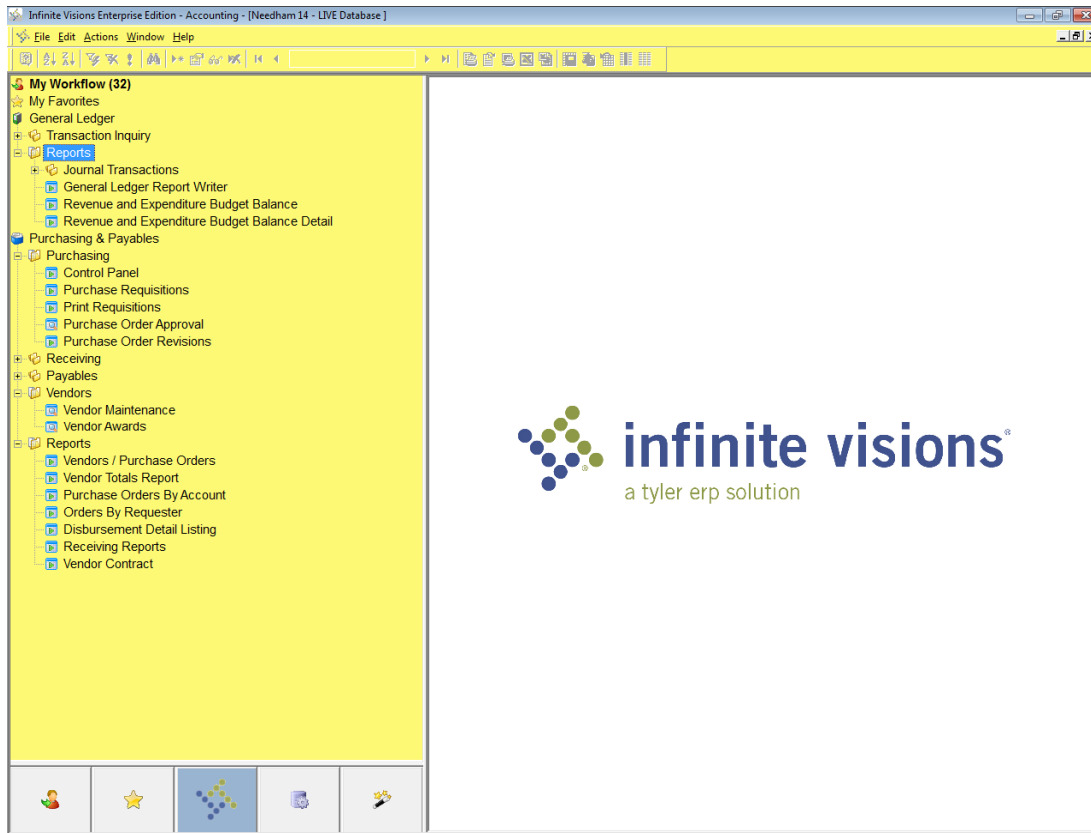 Infinite Visions Enterprise Edition - Accounting - [Needham 14 - LIVE Database ]
File Edit Actions Window Help
My Workflow (32)
My Favorites
General Ledger
Transaction Inquiry
Reports
Journal Transactions
General Ledger Report Writer
Revenue and Expenditure Budget Balance
Revenue and Expenditure Budget Balance Detail
Purchasing & Payables
Purchasing
Control Panel
Purchase Requisitions
Print Requisitions
Purchase Order Approval
Purchase Order Revisions
Receiving
Payables
Vendors
Vendor Maintenance
Vendor Awards
Reports
Vendors / Purchase Orders
Vendor Totals Report
Purchase Orders By Account
Orders By Requester
Disbursement Detail Listing
Receiving Reports
Vendor Contract
infinite visions®
a tyler erp solution